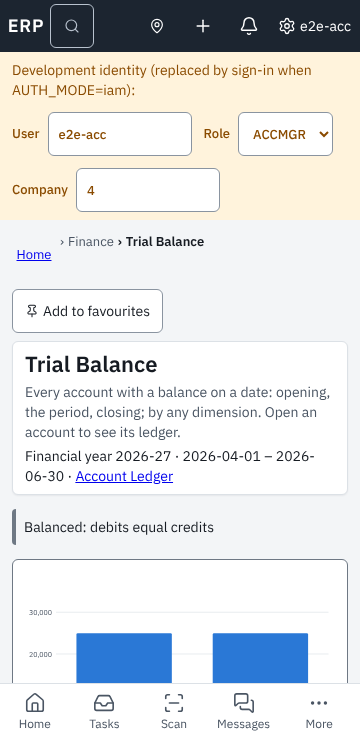 ERP
e2e-acc
Development identity (replaced by sign-in when
AUTH_MODE=iam):
User e2e-acc Role ACCMGR
Company 4
Home › Finance › Trial Balance
Add to favourites
Trial Balance
Every account with a balance on a date: opening,
the period, closing; by any dimension. Open an
account to see its ledger.
Financial year 2026-27 · 2026-04-01 – 2026-
06-30 · Account Ledger
Balanced: debits equal credits
30,000
20,000
Home Tasks Scan Messages More